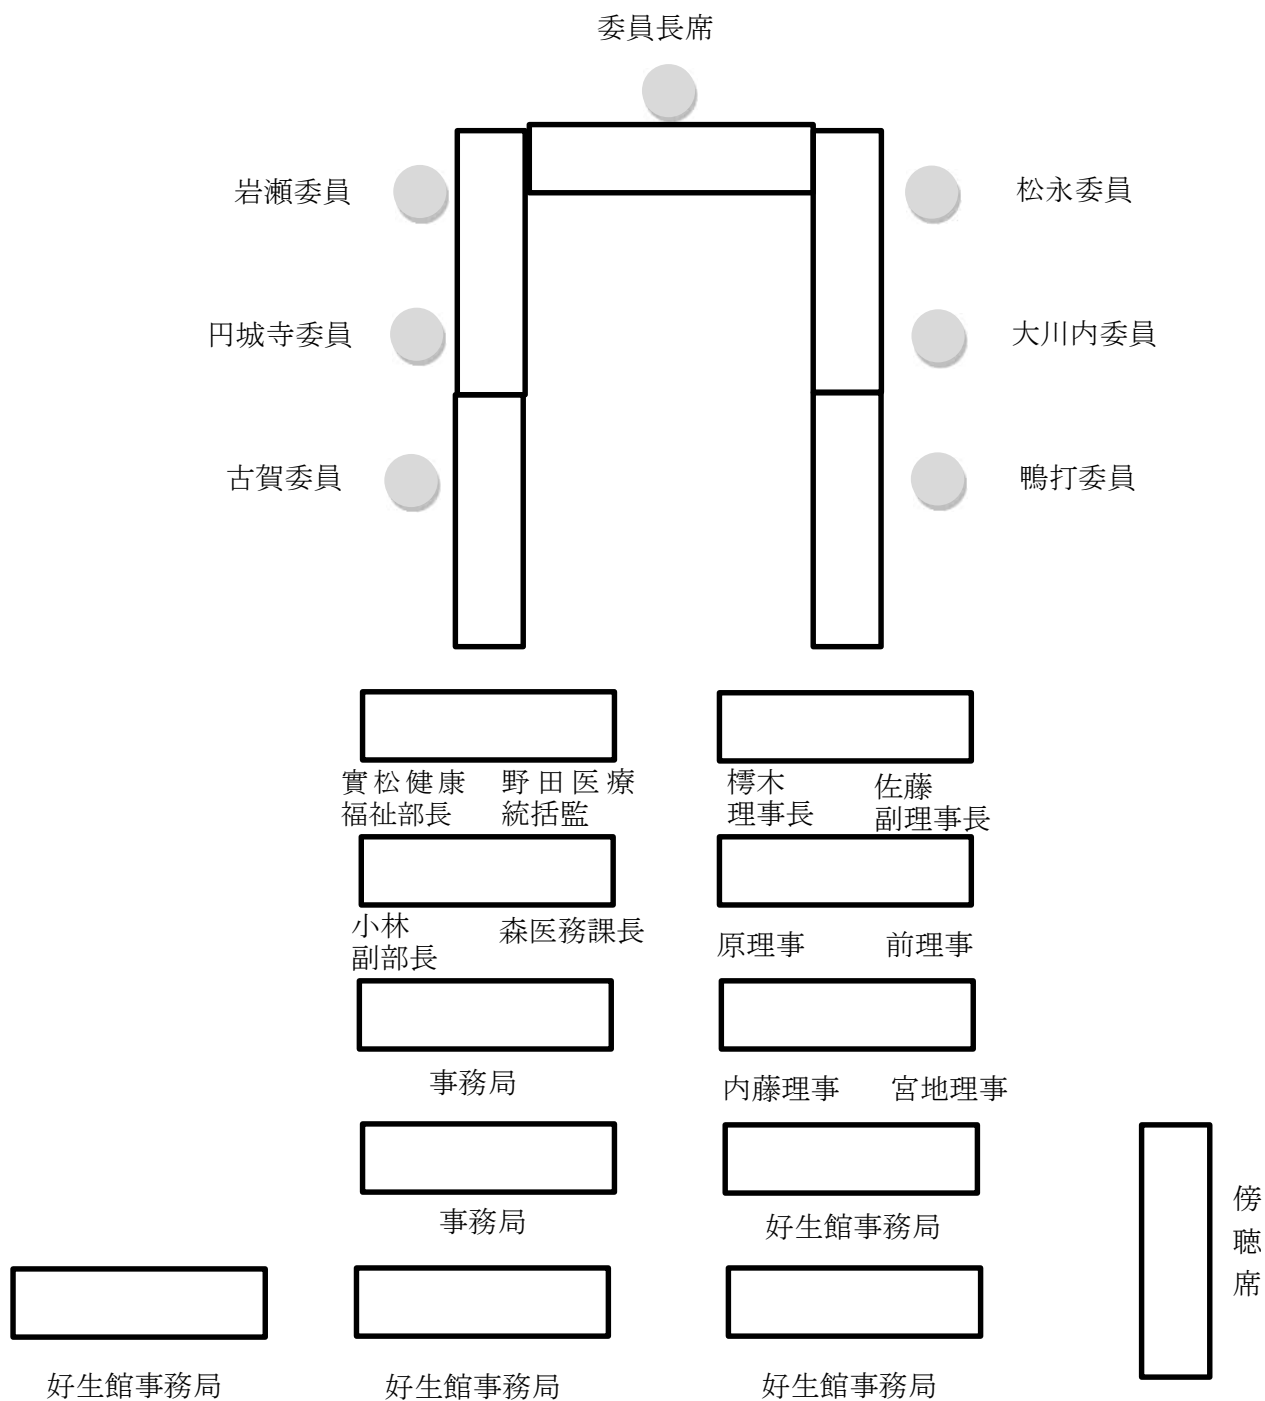 委員長席
岩瀬委員
松永委員
円城寺委員
大川内委員
古賀委員
鴨打委員
實松健康
福祉部長
野田医療
統括監
樗木
理事長
佐藤
副理事長
小林
副部長
森医務課長
原理事
前理事
事務局
内藤理事
宮地理事
事務局
好生館事務局
傍聴席
好生館事務局
好生館事務局
好生館事務局